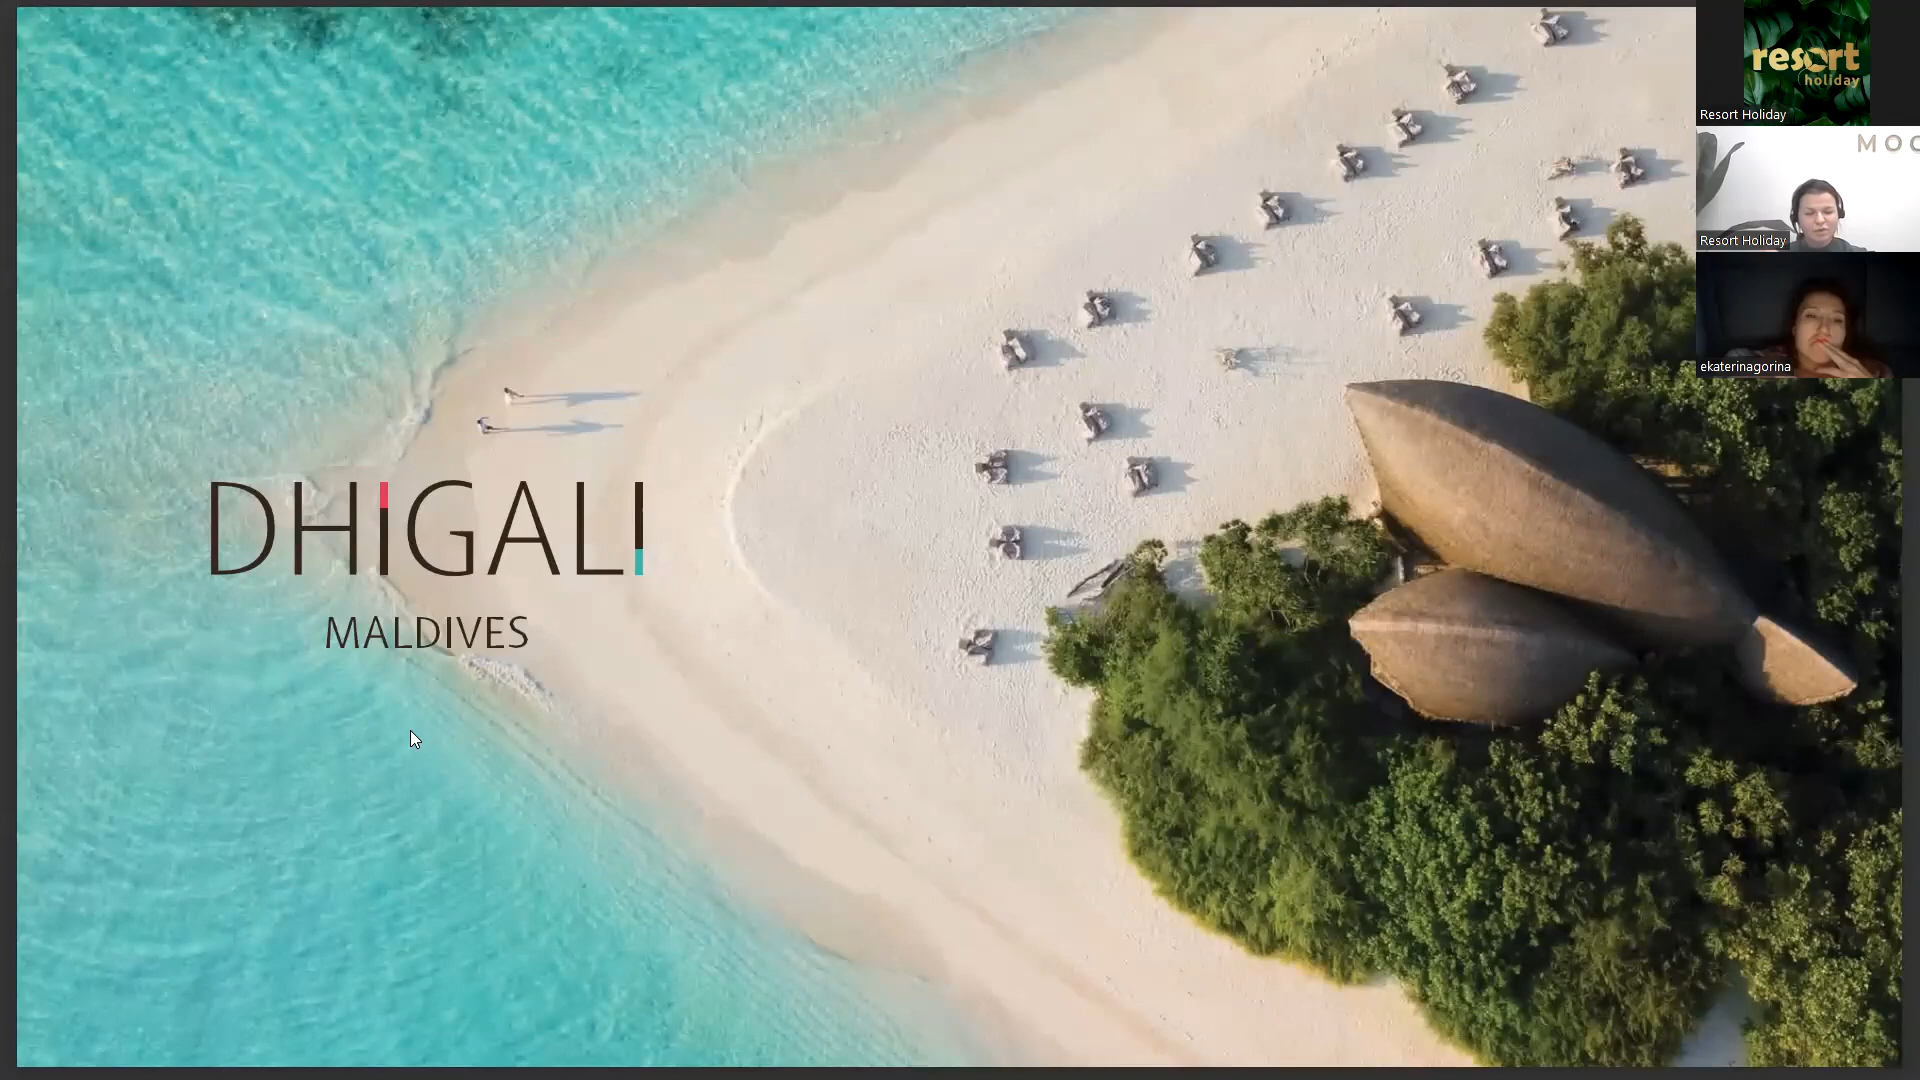 DHIGALI
MALDIVES
resort
holiday
Resort Holiday
MOC
Resort Holiday
ekaterinagorina